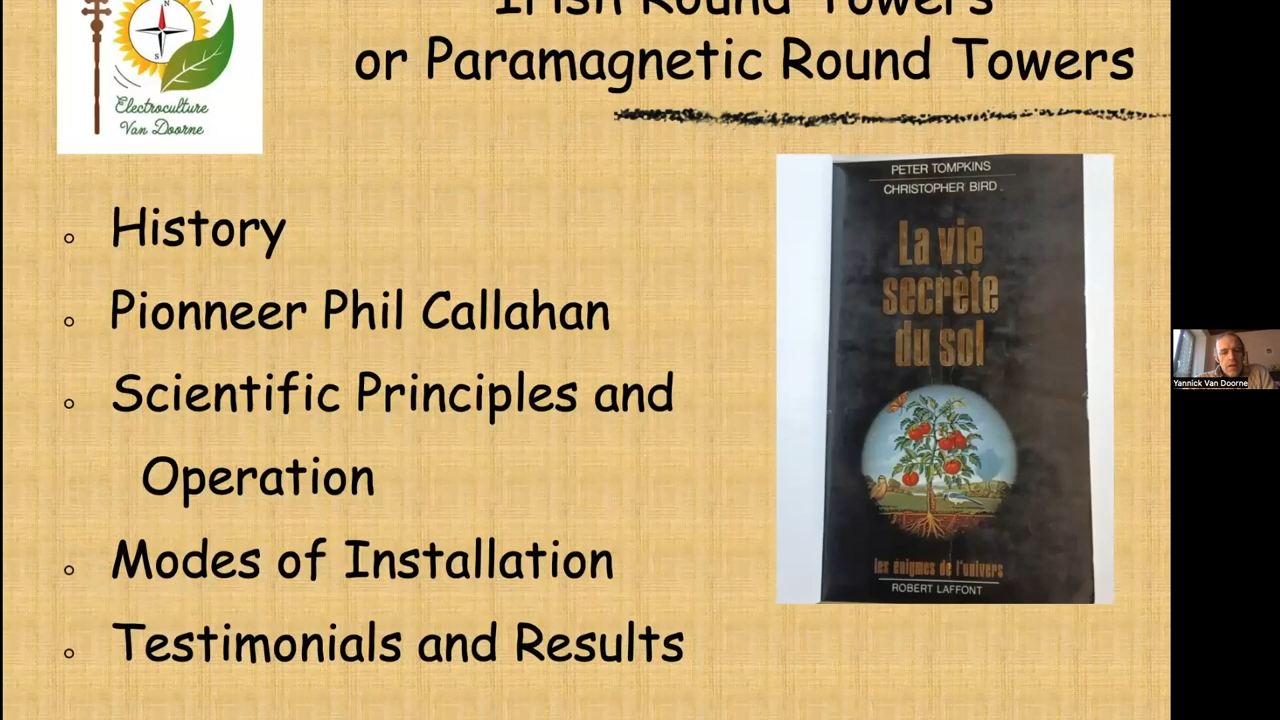 Irish Round Towers
or Paramagnetic Round Towers
N
S
Electroculture
Van Doorne
History
Pionneer Phil Callahan
Scientific Principles and
Operation
Modes of Installation
Testimonials and Results
PETER TOMPKINS
CHRISTOPHER BIRD
La vie
secrète
du sol
les énigmes de l'univers
ROBERT LAFFONT
Yannick Van Doorne